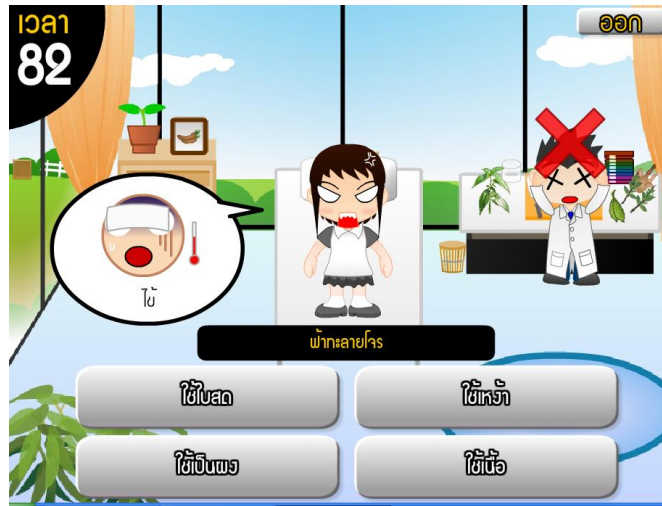 เวลา
82
ออก
ไข้
ฟ้าทะลายโจร
ใช้ใบสด
ใช้เหง้า
ใช้เป็นผง
ใช้เนื้อ